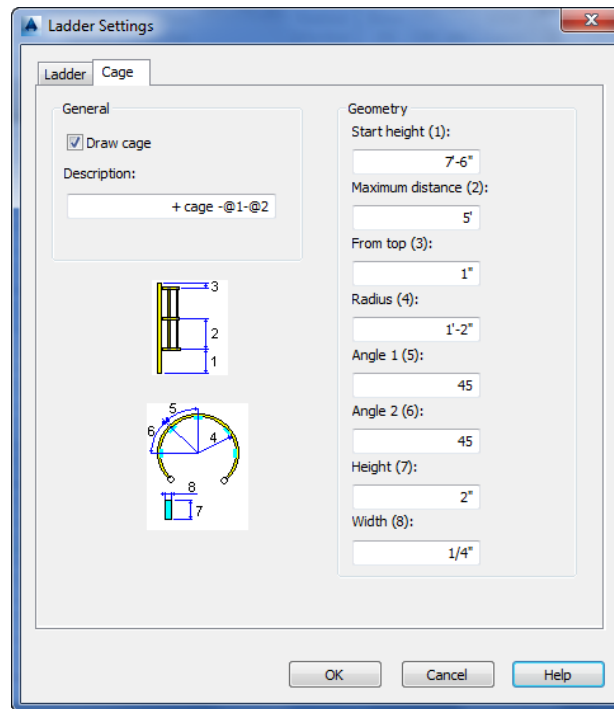 Ladder Settings
Ladder Cage
General
Draw cage
Description:
+ cage -@1-@2
3
2
1
5
6
4
8
7
Geometry
Start height (1):
7'-6"
Maximum distance (2):
5'
From top (3):
1"
Radius (4):
1'-2"
Angle 1 (5):
45
Angle 2 (6):
45
Height (7):
2"
Width (8):
1/4"
OK Cancel Help